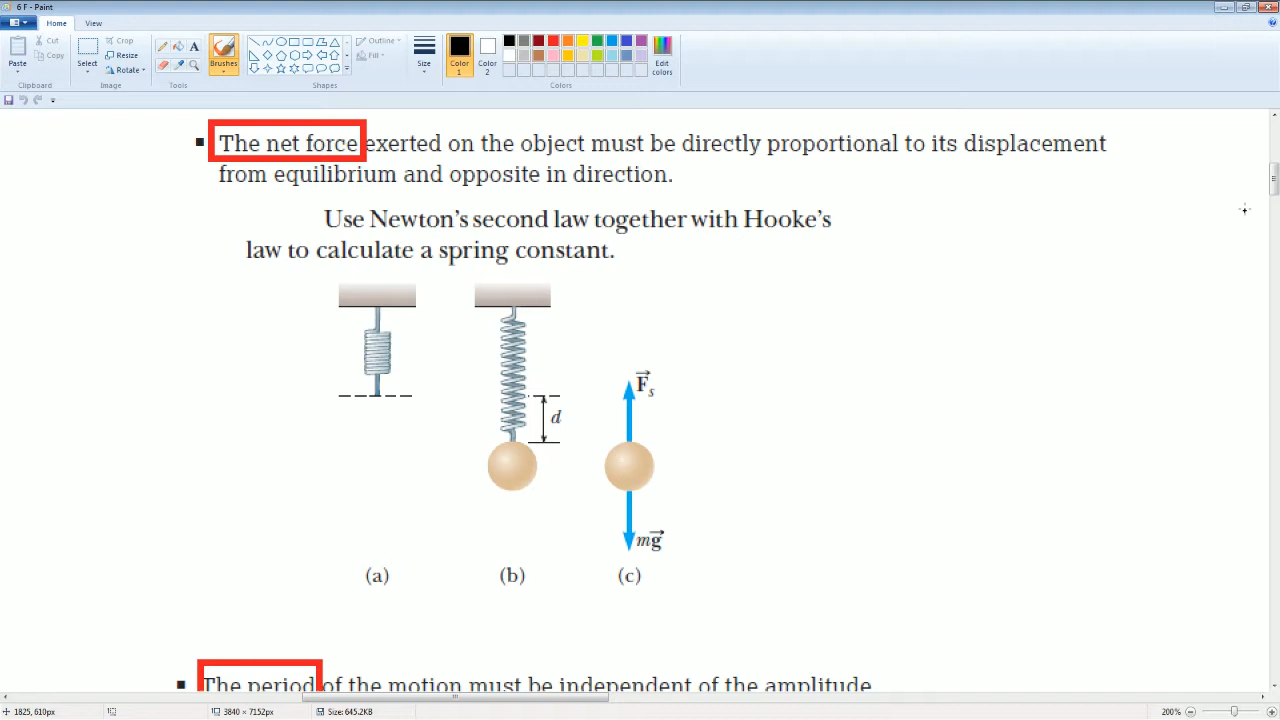 6 F - Paint
Home View
Paste
Cut
Copy
Clipboard
Select
Crop
Resize
Rotate
Image
A
Tools
Brushes
Outline
Fill
Shapes
Size
Color 1
Color 2
Edit colors
Colors
▪ The net force exerted on the object must be directly proportional to its displacement
from equilibrium and opposite in direction.
Use Newton's second law together with Hooke's
law to calculate a spring constant.
F⃗s
d
mg⃗
(a) (b) (c)
▪ The period of the motion must be independent of the amplitude
1825, 610px
3840 × 7152px
Size: 645.2KB
200%